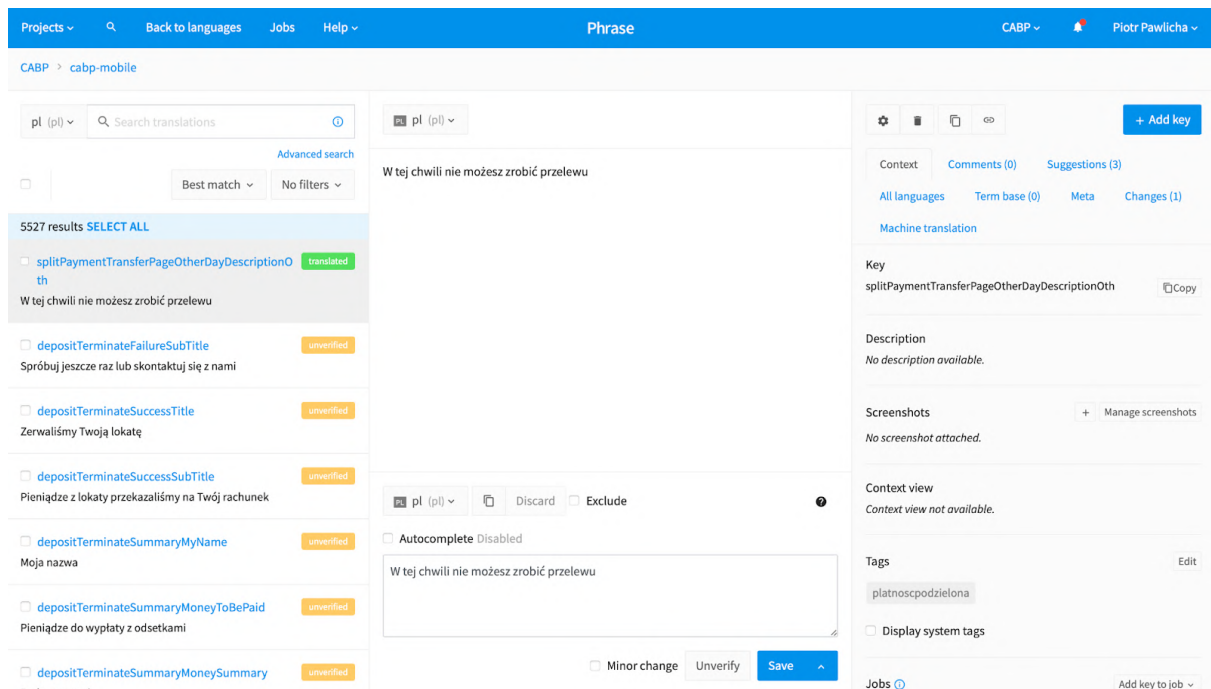 Projects
Back to languages
Jobs
Help
Phrase
CABP
Piotr Pawlicha
CABP > cabp-mobile
pl (pl)
Search translations
Advanced search
Best match
No filters
5527 results SELECT ALL
splitPaymentTransferPageOtherDayDescriptionO
th
translated
W tej chwili nie możesz zrobić przelewu
depositTerminateFailureSubTitle
unverified
Spróbuj jeszcze raz lub skontaktuj się z nami
depositTerminateSuccessTitle
unverified
Zerwaliśmy Twoją lokatę
depositTerminateSuccessSubTitle
unverified
Pieniądze z lokaty przekazaliśmy na Twój rachunek
depositTerminateSummaryMyName
unverified
Moja nazwa
depositTerminateSummaryMoneyToBePaid
unverified
Pieniądze do wypłaty z odsetkami
depositTerminateSummaryMoneySummary
unverified
PL pl (pl)
W tej chwili nie możesz zrobić przelewu
PL pl (pl)
Discard
Exclude
Autocomplete Disabled
W tej chwili nie możesz zrobić przelewu
Minor change
Unverify
Save
+ Add key
Context
Comments (0)
Suggestions (3)
All languages
Term base (0)
Meta
Changes (1)
Machine translation
Key
splitPaymentTransferPageOtherDayDescriptionOth
Copy
Description
No description available.
Screenshots
+ Manage screenshots
No screenshot attached.
Context view
Context view not available.
Tags
Edit
platnoscpodzielona
Display system tags
Jobs
Add key to job